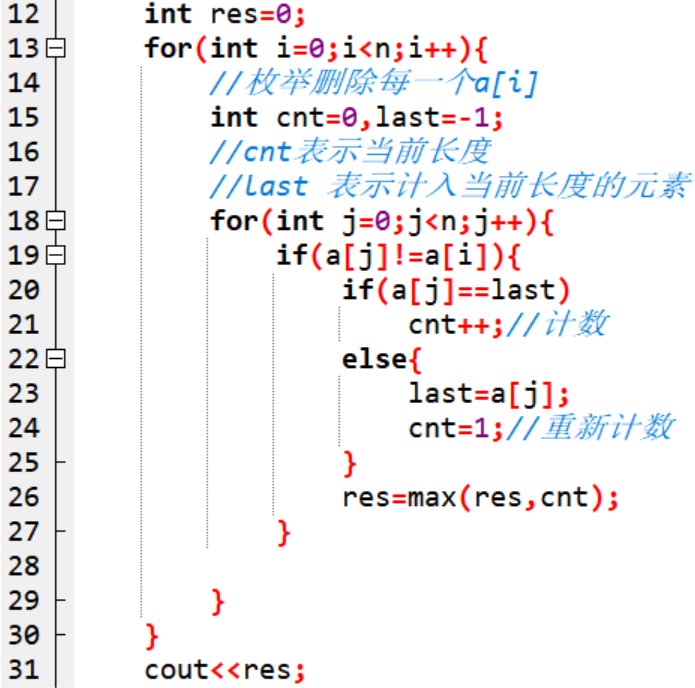 12 int res=0;
13 for(int i=0;i<n;i++){
14 //枚举删除每一个a[i]
15 int cnt=0,last=-1;
16 //cnt表示当前长度
17 //last 表示计入当前长度的元素
18 for(int j=0;j<n;j++){
19 if(a[j]!=a[i]){
20 if(a[j]==last)
21 cnt++;//计数
22 else{
23 last=a[j];
24 cnt=1;//重新计数
25 }
26 res=max(res,cnt);
27 }
28
29 }
30 }
31 cout<<res;